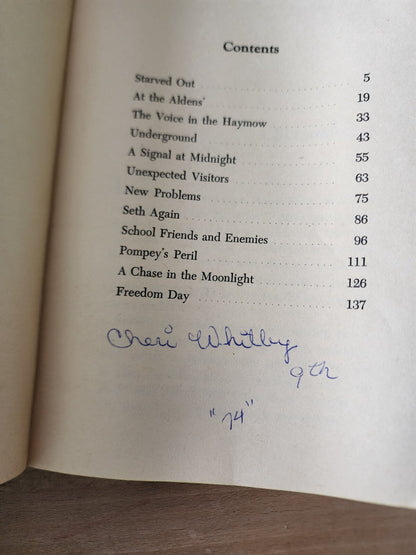 Contents
Starved Out 5
At the Aldens' 19
The Voice in the Haymow 33
Underground 43
A Signal at Midnight 55
Unexpected Visitors 63
New Problems 75
Seth Again 86
School Friends and Enemies 96
Pompey's Peril 111
A Chase in the Moonlight 126
Freedom Day 137
Cheri Whitby
9th
"74"